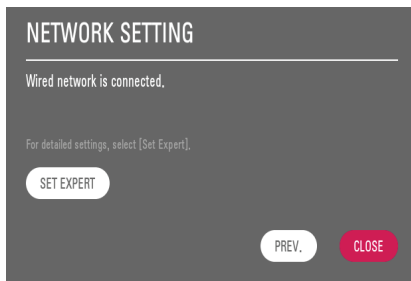 NETWORK SETTING
Wired network is connected.
For detailed settings, select [Set Expert].
SET EXPERT
PREV.
CLOSE